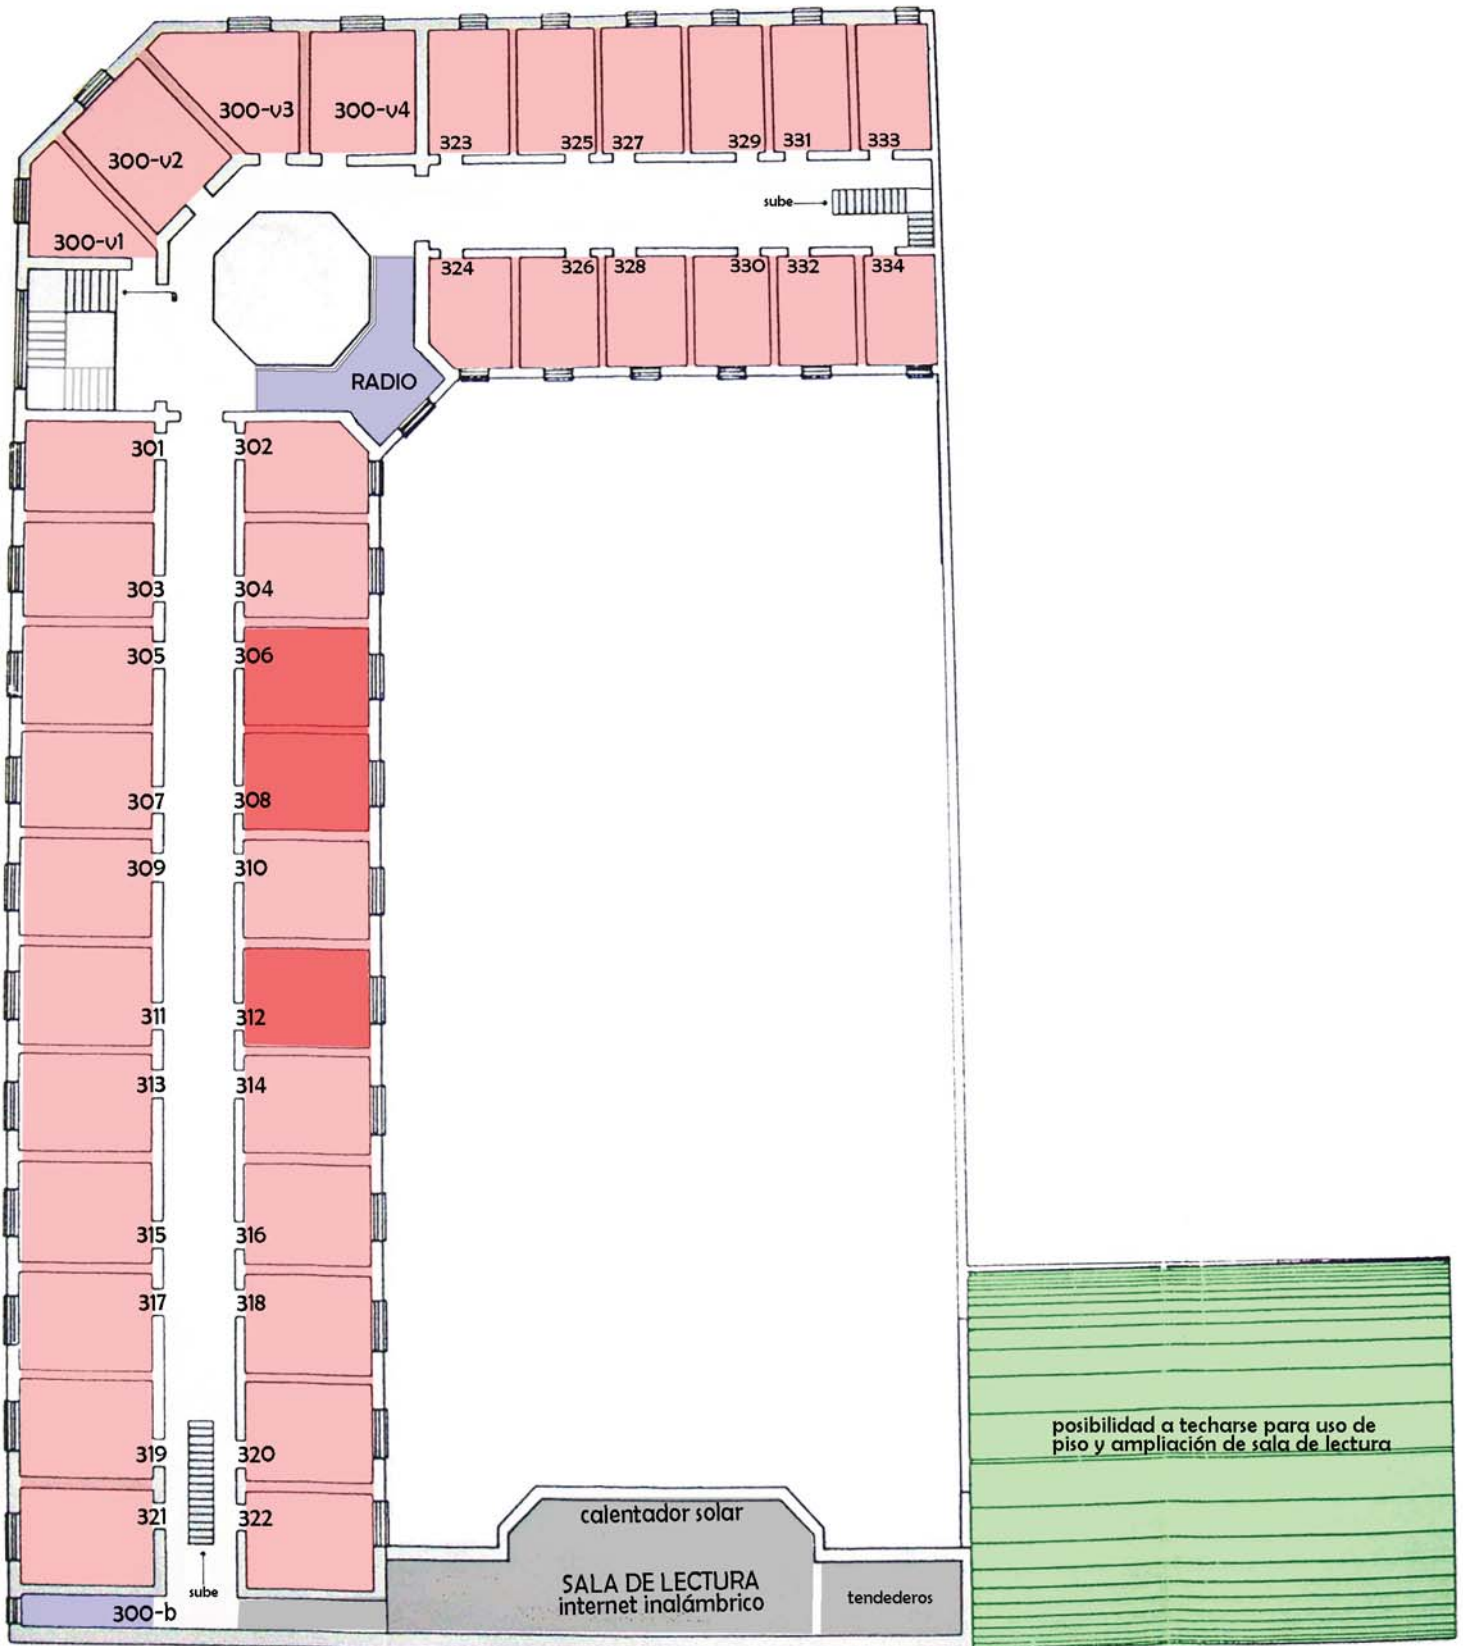 300-v3
300-v4
323
325
327
329
331
333
300-v2
sube
300-v1
324
326
328
330
332
334
RADIO
301
302
303
304
305
306
307
308
309
310
311
312
313
314
315
316
317
318
319
320
321
322
sube
300-b
posibilidad a techarse para uso de
piso y ampliación de sala de lectura
calentador solar
SALA DE LECTURA
internet inalámbrico
tendederos